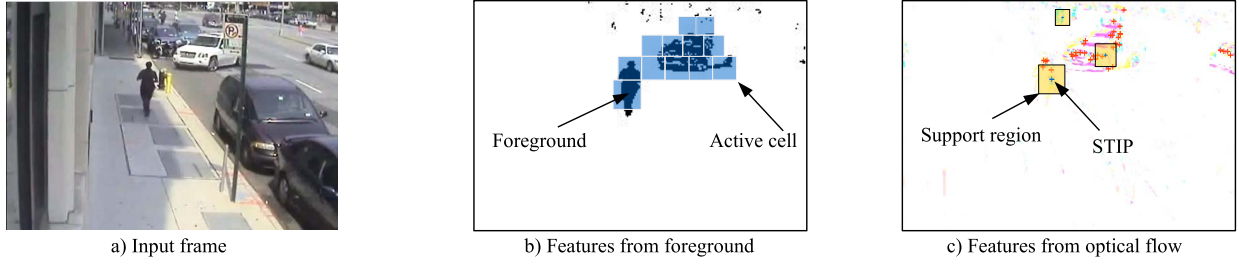 Foreground
Active cell
Support region
STIP
a) Input frame
b) Features from foreground
c) Features from optical flow